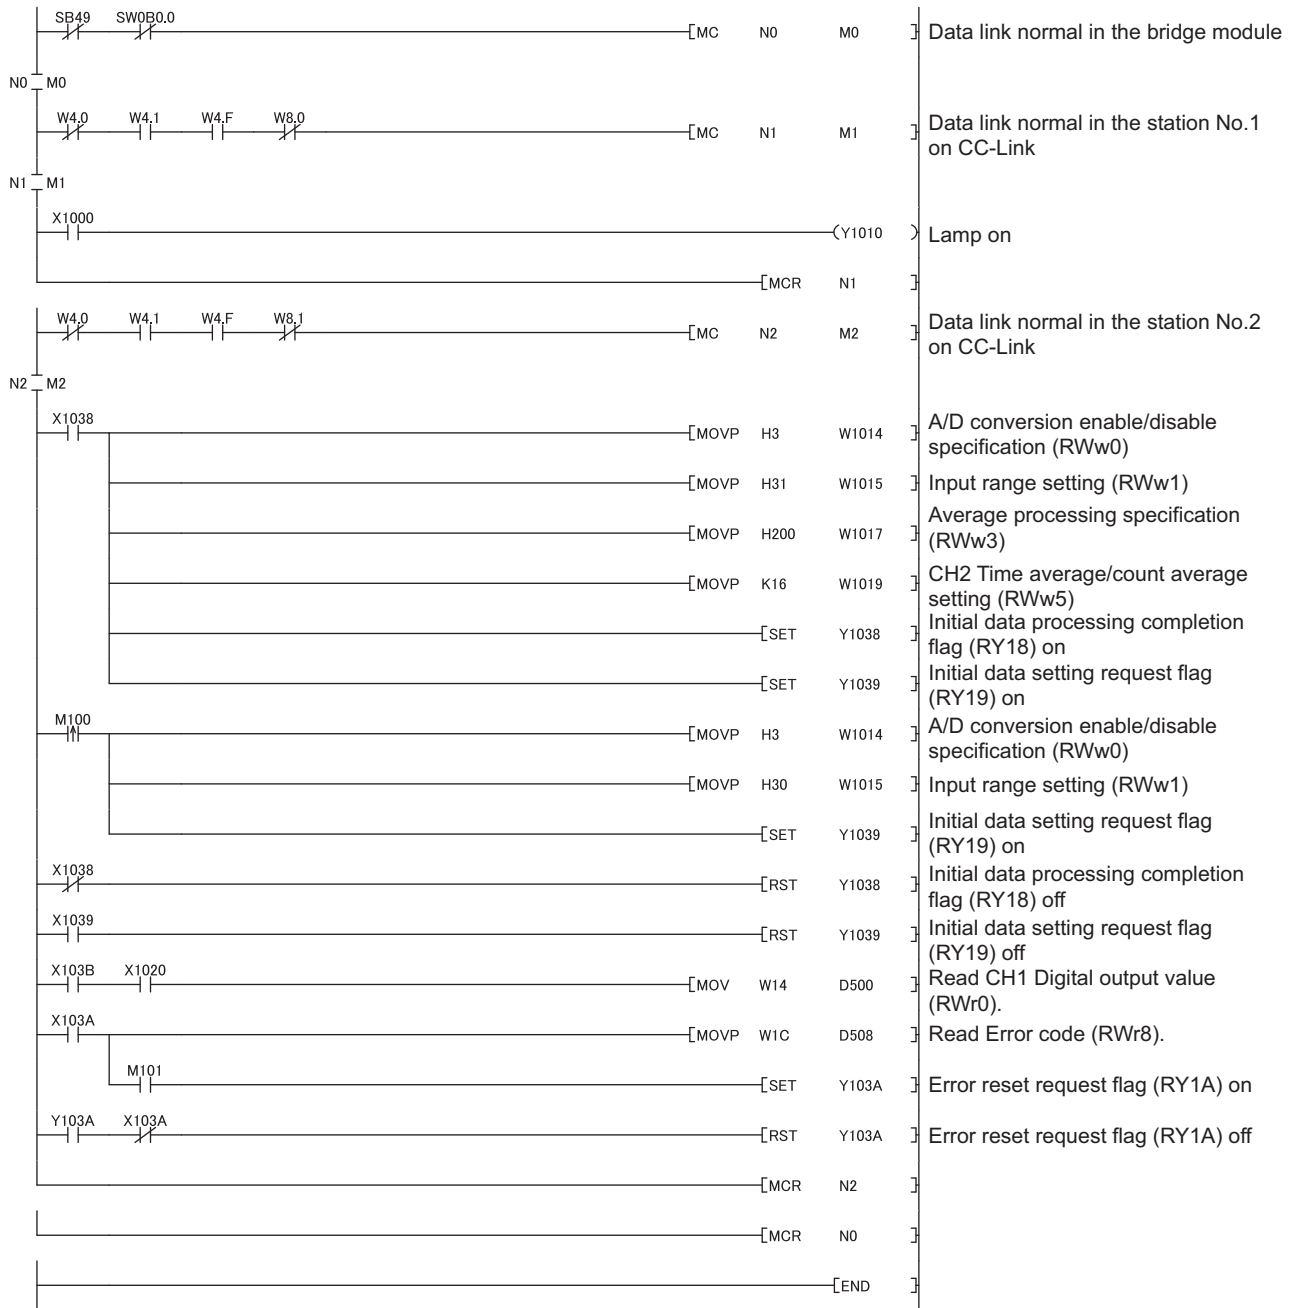 SB49 SW0B0.0
[MC N0 M0 ] Data link normal in the bridge module
N0 M0
W4.0 W4.1 W4.F W8.0
[MC N1 M1 ] Data link normal in the station No.1
on CC-Link
N1 M1
X1000
(Y1010 ) Lamp on
[MCR N1 ]
W4.0 W4.1 W4.F W8.1
[MC N2 M2 ] Data link normal in the station No.2
on CC-Link
N2 M2
X1038
[MOVP H3 W1014 ] A/D conversion enable/disable
specification (RWw0)
[MOVP H31 W1015 ] Input range setting (RWw1)
[MOVP H200 W1017 ] Average processing specification
(RWw3)
[MOVP K16 W1019 ] CH2 Time average/count average
setting (RWw5)
[SET Y1038 ] Initial data processing completion
flag (RY18) on
[SET Y1039 ] Initial data setting request flag
(RY19) on
M100
[MOVP H3 W1014 ] A/D conversion enable/disable
specification (RWw0)
[MOVP H30 W1015 ] Input range setting (RWw1)
[SET Y1039 ] Initial data setting request flag
(RY19) on
X1038
[RST Y1038 ] Initial data processing completion
flag (RY18) off
X1039
[RST Y1039 ] Initial data setting request flag
(RY19) off
X103B X1020
[MOV W14 D500 ] Read CH1 Digital output value
(RWr0).
X103A
[MOVP W1C D508 ] Read Error code (RWr8).
M101
[SET Y103A ] Error reset request flag (RY1A) on
Y103A X103A
[RST Y103A ] Error reset request flag (RY1A) off
[MCR N2 ]
[MCR N0 ]
[END ]